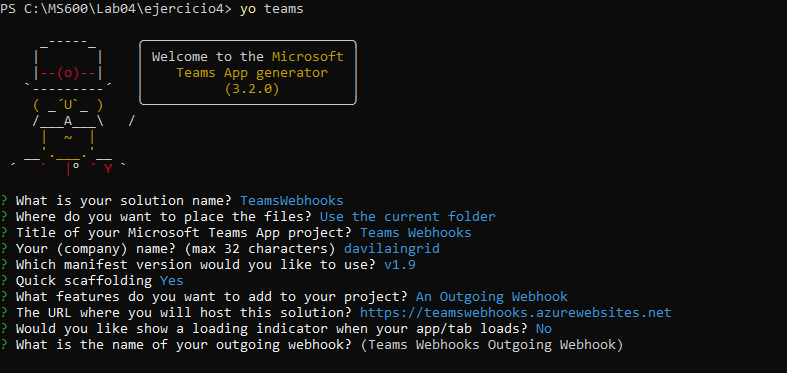 PS C:\MS600\Lab04\ejercicio4> yo teams
Welcome to the Microsoft
Teams App generator
(3.2.0)
? What is your solution name? TeamsWebhooks
? Where do you want to place the files? Use the current folder
? Title of your Microsoft Teams App project? Teams Webhooks
? Your (company) name? (max 32 characters) davilaingrid
? Which manifest version would you like to use? v1.9
? Quick scaffolding Yes
? What features do you want to add to your project? An Outgoing Webhook
? The URL where you will host this solution? https://teamswebhooks.azurewebsites.net
? Would you like show a loading indicator when your app/tab loads? No
? What is the name of your outgoing webhook? (Teams Webhooks Outgoing Webhook)